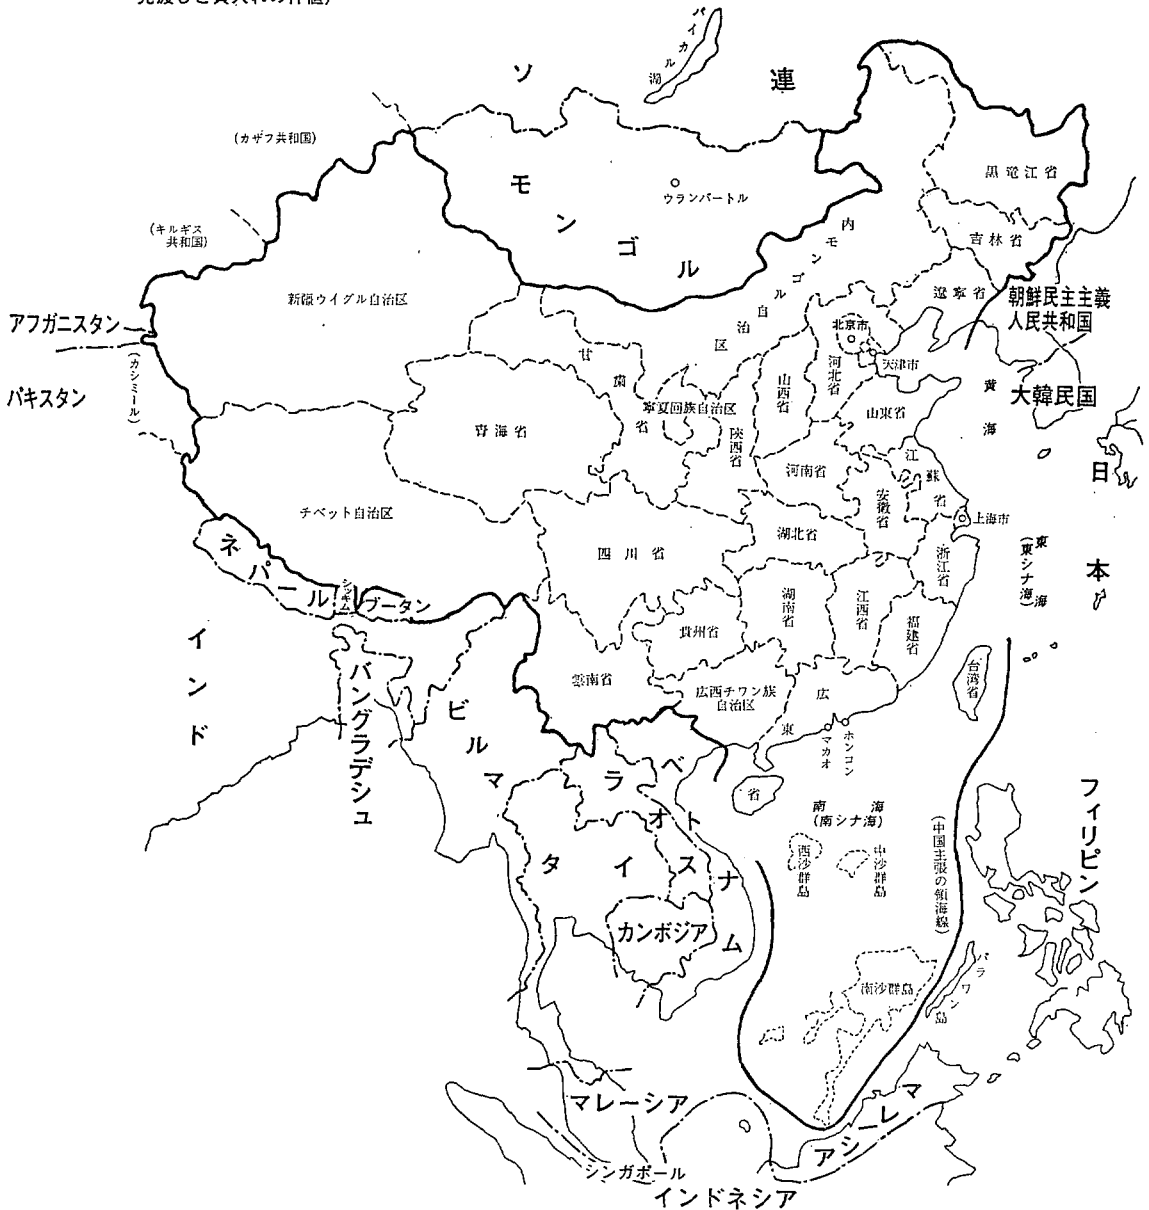 バイカル湖
ソ連
(カザフ共和国)
モンゴル
ウランバートル
黒竜江省
(キルギス
共和国)
内モンゴル自治区
吉林省
新疆ウイグル自治区
遼寧省
朝鮮民主主義
人民共和国
アフガニスタン
北京市
甘粛省
天津市
(カシミール)
パキスタン
河北省
山西省
黄海
大韓民国
寧夏回族自治区
山東省
青海省
陝西省
河南省
江蘇省
日本
安徽省
チベット自治区
上海市
湖北省
四川省
浙江省
東海
(東シナ海)
ネパール
シッキム
ブータン
湖南省
江西省
福建省
貴州省
インド
バングラデシュ
ビルマ
雲南省
広西チワン族
自治区
広東省
台湾省
マカオ
ホンコン
ラオス
ベトナム
南海
(南シナ海)
フィリピン
(中国主張の領海線)
タイ
西沙群島
中沙群島
カンボジア
南沙群島
パラワン島
マレーシア
マレーシア
シンガポール
インドネシア